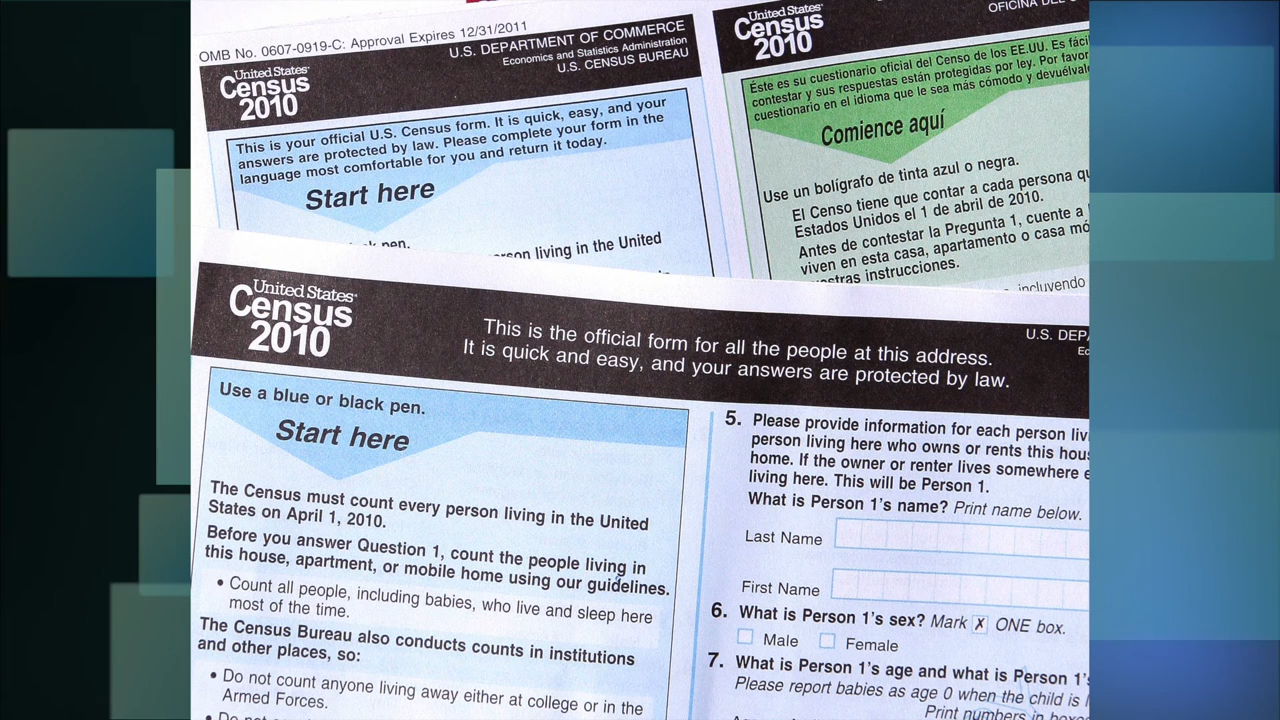 OMB No. 0607-0919-C: Approval Expires 12/31/2011
United States
Census
2010
U.S. DEPARTMENT OF COMMERCE
Economics and Statistics Administration
U.S. CENSUS BUREAU
This is your official U.S. Census form. It is quick, easy, and your
answers are protected by law. Please complete your form in the
language most comfortable for you and return it today.
Start here
pen.
person living in the United
United States
Census
2010
Éste es su cuestionario oficial del Censo de los EE.UU. Es
contestar y sus respuestas están protegidas por ley. Por favor
cuestionario en el idioma que le sea más cómodo y
Comience aquí
Use un bolígrafo de tinta azul o negra.
El Censo tiene que contar a cada persona
Estados Unidos el 1 de abril de 2010.
Antes de contestar la Pregunta 1, cuente a
viven en esta casa, apartamento o casa
instrucciones.
incluyendo
United States
Census
2010
This is the official form for all the people at this address.
It is quick and easy, and your answers are protected by law.
U.S.
Use a blue or black pen.
Start here
The Census must count every person living in the United
States on April 1, 2010.
Before you answer Question 1, count the people living in
this house, apartment, or mobile home using our guidelines.
• Count all people, including babies, who live and sleep here
most of the time.
The Census Bureau also conducts counts in institutions
and other places, so:
• Do not count anyone living away either at college or in the
Armed Forces.
5. Please provide information for each person
person living here who owns or rents this
home. If the owner or renter lives somewhere
living here. This will be Person 1.
What is Person 1's name? Print name below.
Last Name
First Name
6. What is Person 1's sex? Mark X ONE box.
Male Female
7. What is Person 1's age and what is Person 1's
Please report babies as age 0 when the child is
Print numbers in boxes